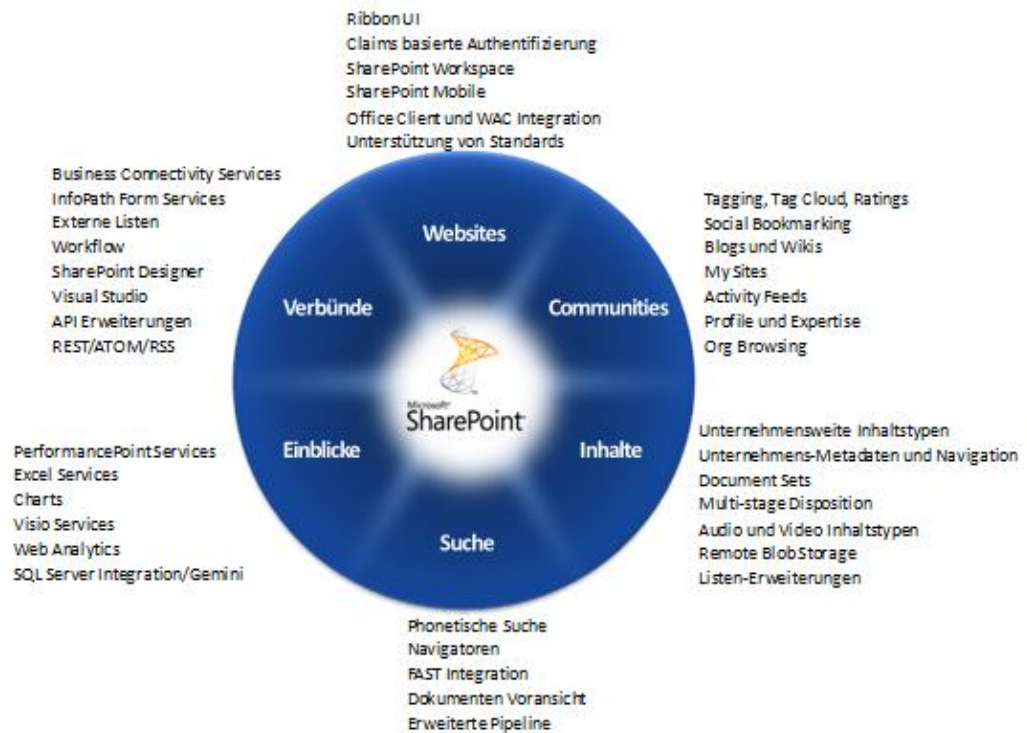 Ribbon UI
Claims basierte Authentifizierung
SharePoint Workspace
SharePoint Mobile
Office Client und WAC Integration
Unterstützung von Standards
Business Connectivity Services
InfoPath Form Services
Externe Listen
Workflow
SharePoint Designer
Visual Studio
API Erweiterungen
REST/ATOM/RSS
Tagging, Tag Cloud, Ratings
Social Bookmarking
Blogs und Wikis
My Sites
Activity Feeds
Profile und Expertise
Org Browsing
Websites
Verbünde
Communities
Microsoft
SharePoint
Einblicke
Inhalte
Suche
PerformancePoint Services
Excel Services
Charts
Visio Services
Web Analytics
SQL Server Integration/Gemini
Unternehmensweite Inhaltstypen
Unternehmens-Metadaten und Navigation
Document Sets
Multi-stage Disposition
Audio und Video Inhaltstypen
Remote Blob Storage
Listen-Erweiterungen
Phonetische Suche
Navigatoren
FAST Integration
Dokumenten Voransicht
Erweiterte Pipeline